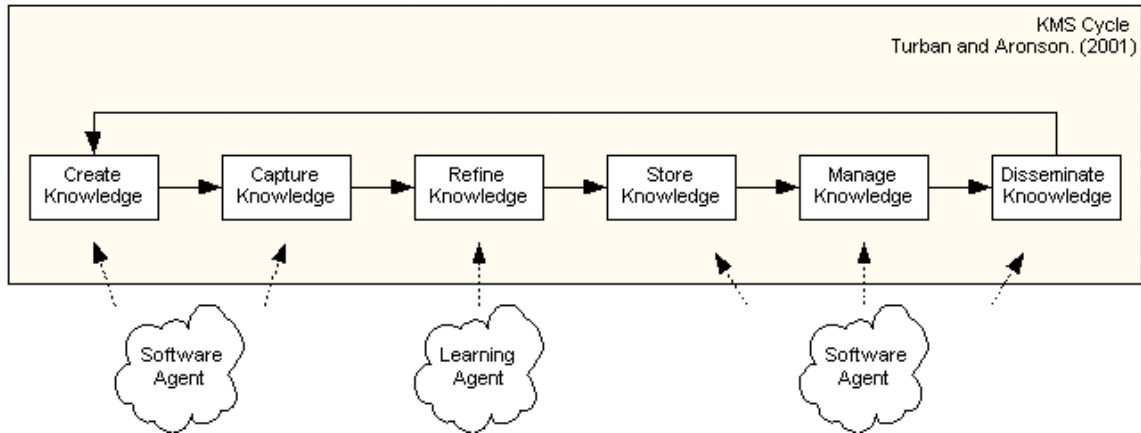 KMS Cycle
Turban and Aronson. (2001)
Create
Knowledge
Capture
Knowledge
Refine
Knowledge
Store
Knowledge
Manage
Knowledge
Disseminate
Knoowledge
Software
Agent
Learning
Agent
Software
Agent